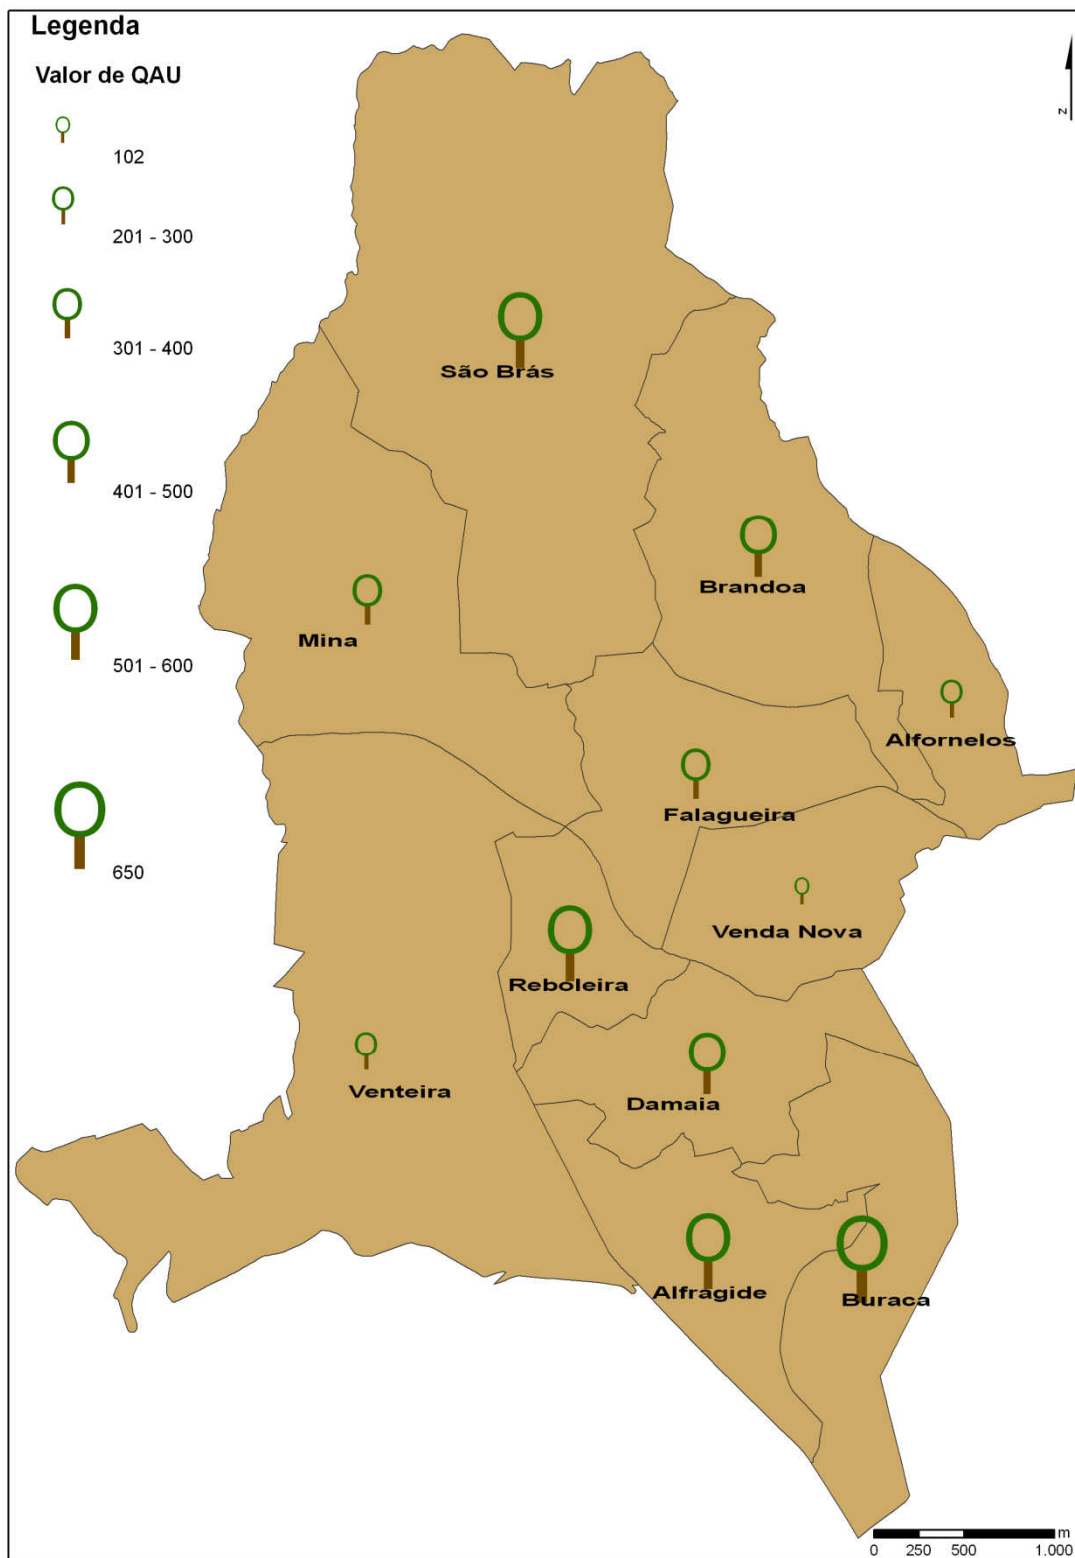 Legenda
Valor de QAU
102
201 - 300
301 - 400
401 - 500
501 - 600
650
z
São Brás
Brandoa
Mina
Alfornelos
Falagueira
Venda Nova
Reboleira
Venteira
Damaia
Alfragide
Buraca
m
0 250 500 1.000